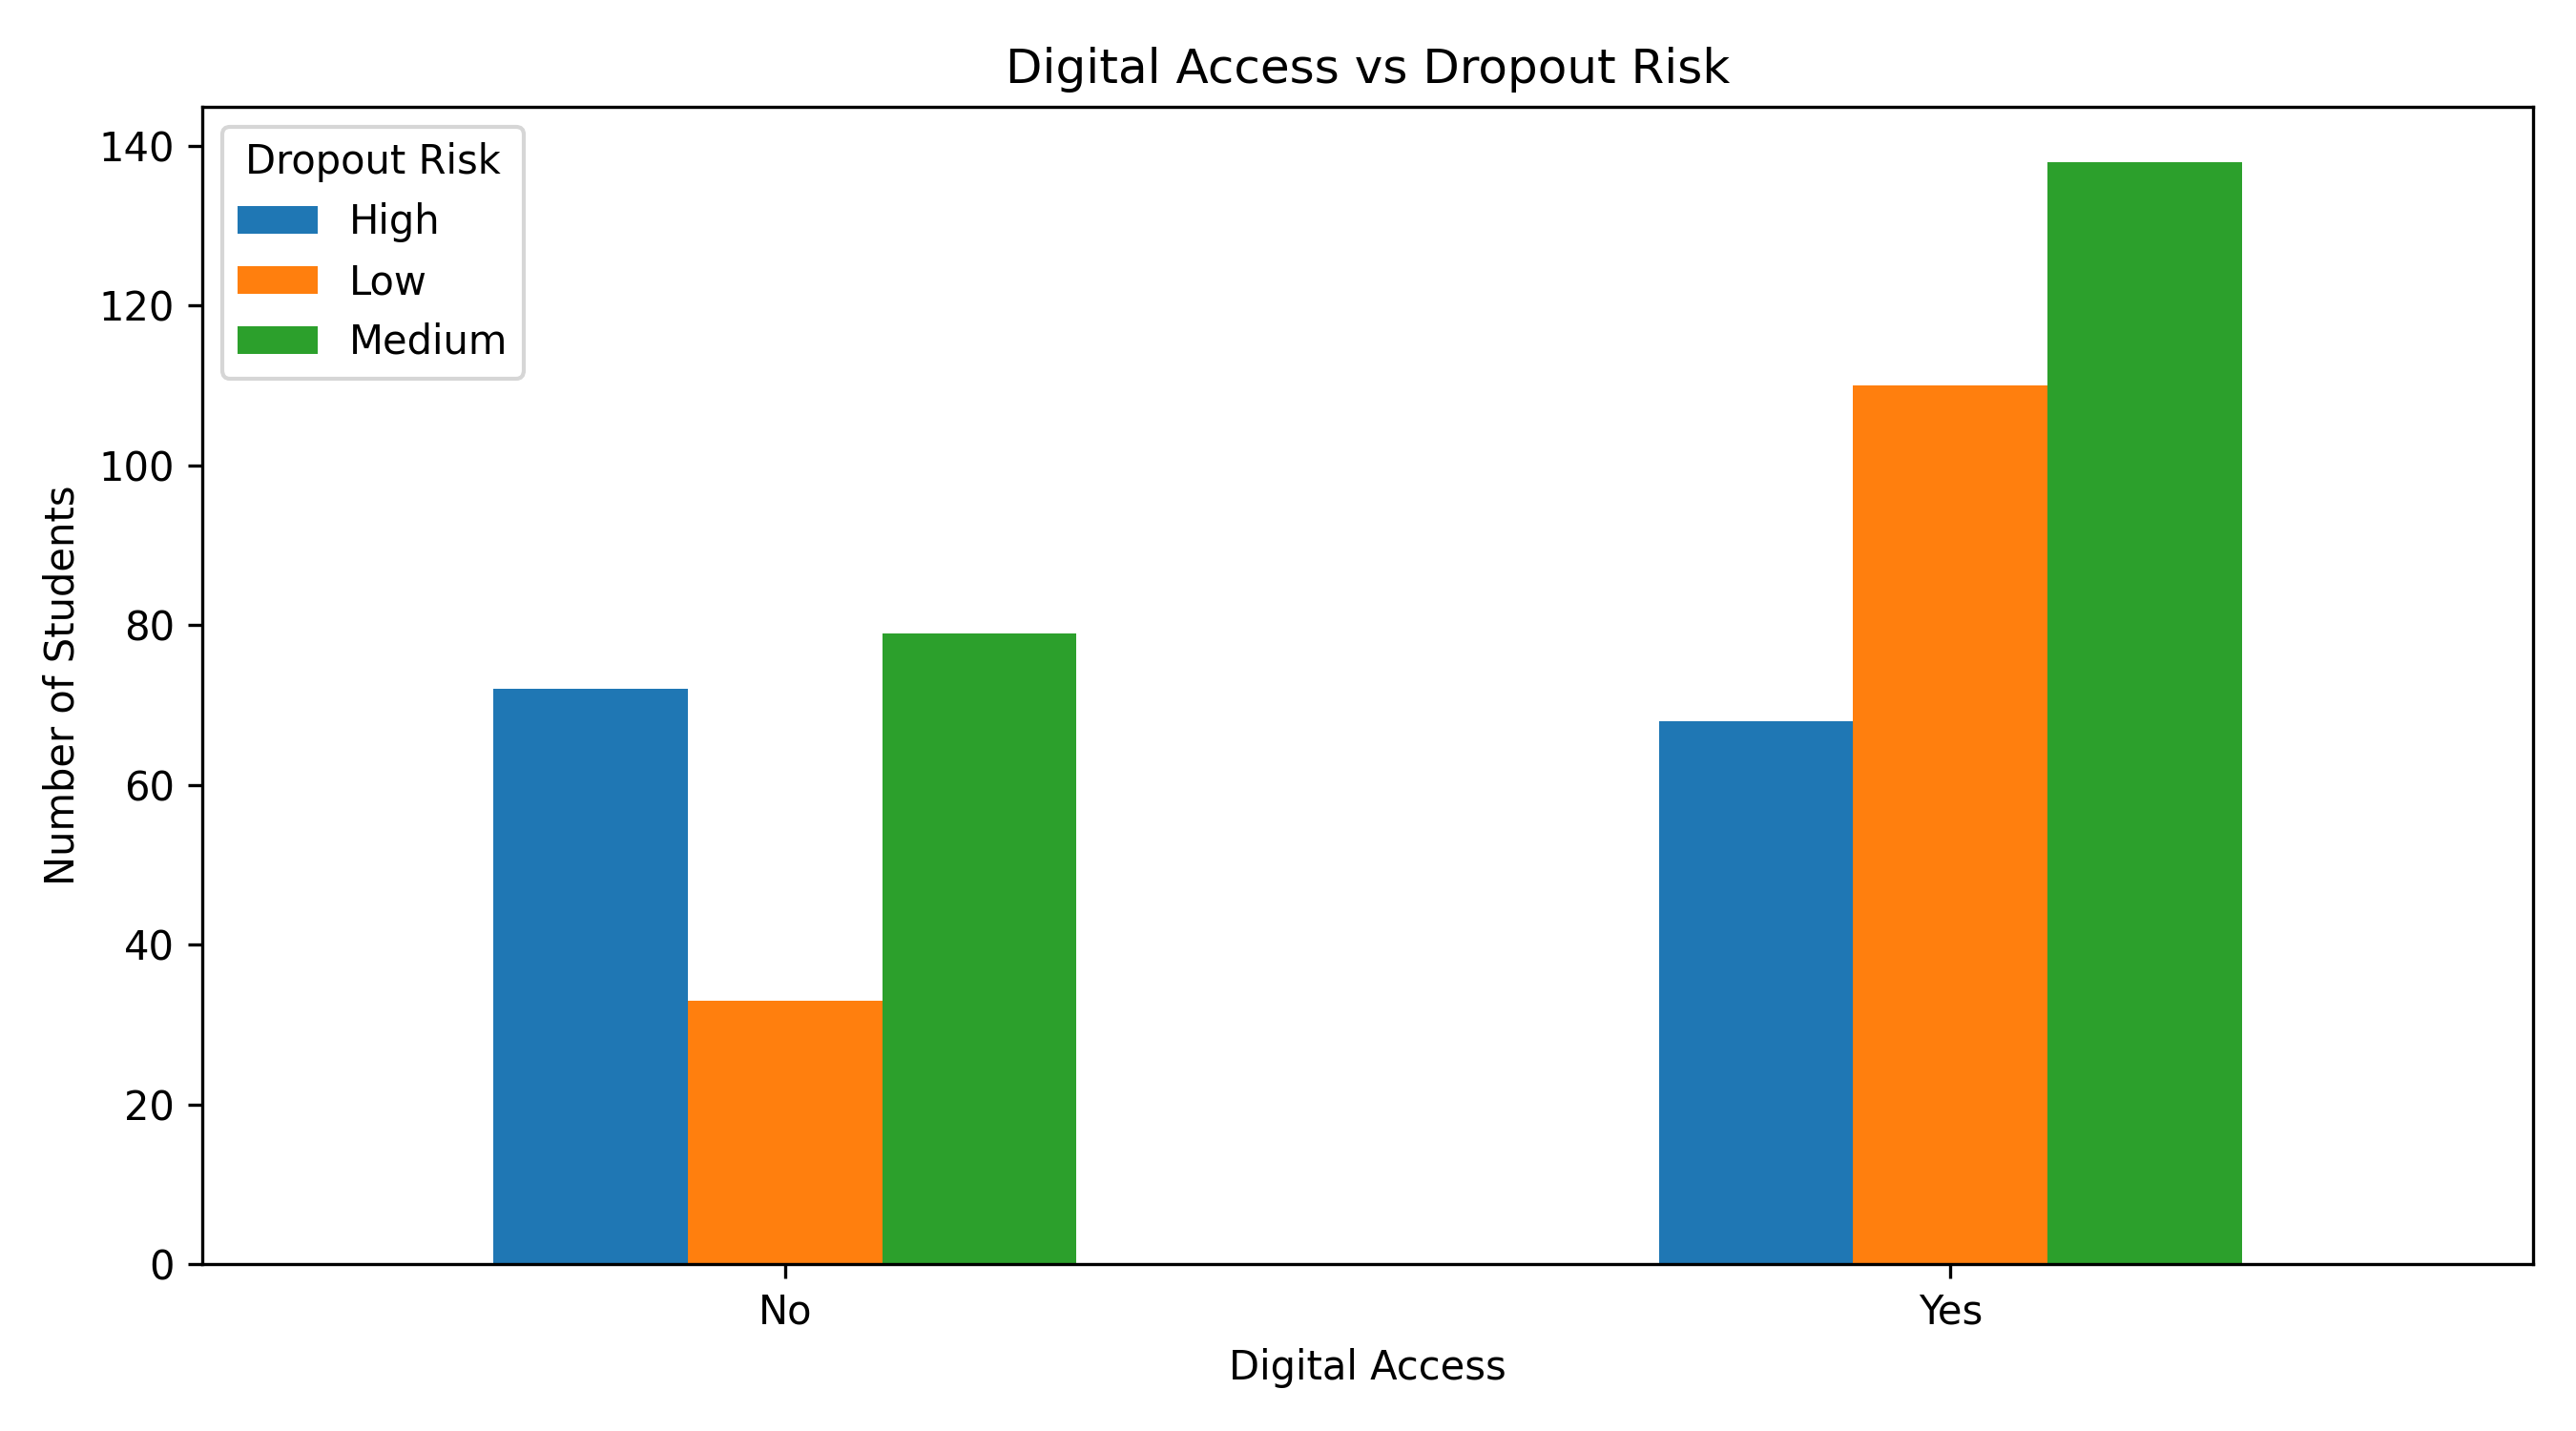 Digital Access vs Dropout Risk
Dropout Risk
High
Low
Medium
140
120
100
80
60
40
20
0
Number of Students
No
Yes
Digital Access